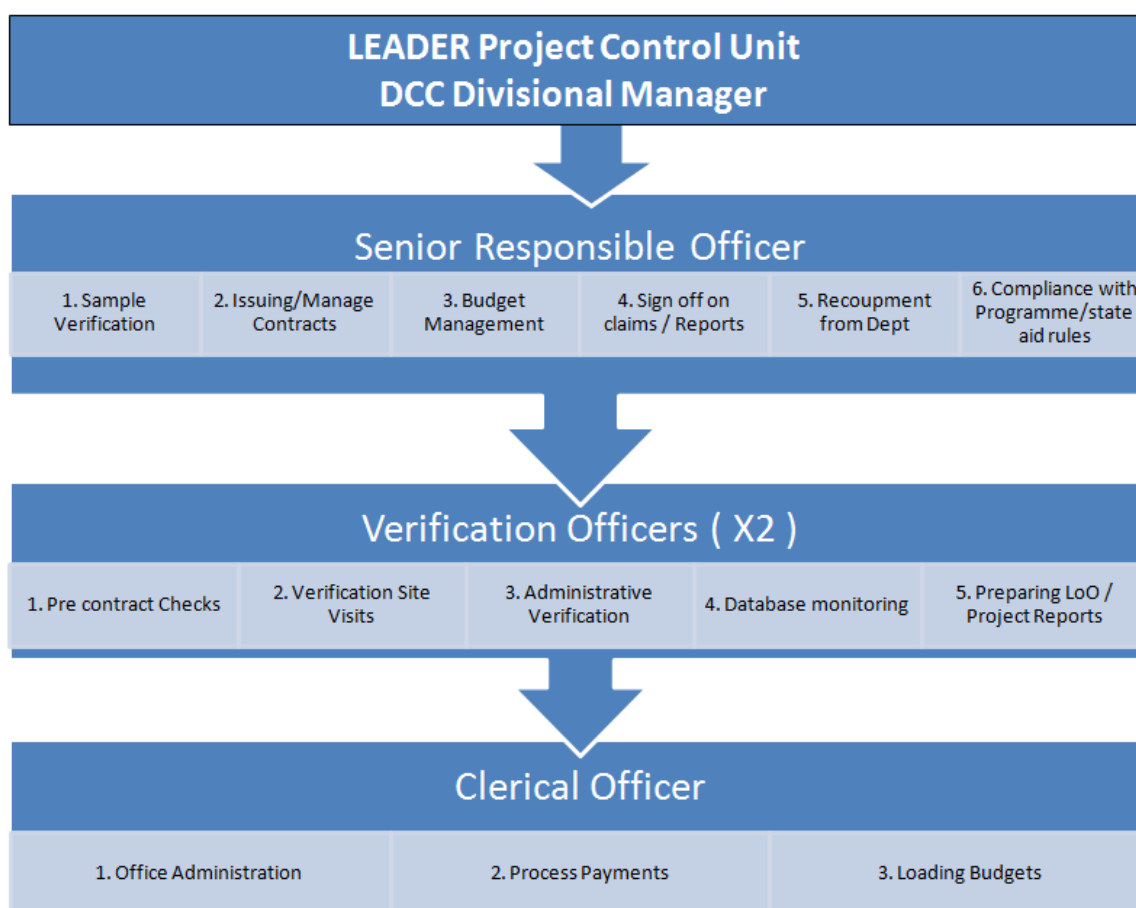 LEADER Project Control Unit
DCC Divisional Manager
Senior Responsible Officer
1. Sample
Verification
2. Issuing/Manage
Contracts
3. Budget
Management
4. Sign off on
claims / Reports
5. Recoupment
from Dept
6. Compliance with
Programme/state
aid rules
Verification Officers ( X2 )
1. Pre contract Checks
2. Verification Site
Visits
3. Administrative
Verification
4. Database monitoring
5. Preparing LoO /
Project Reports
Clerical Officer
1. Office Administration
2. Process Payments
3. Loading Budgets